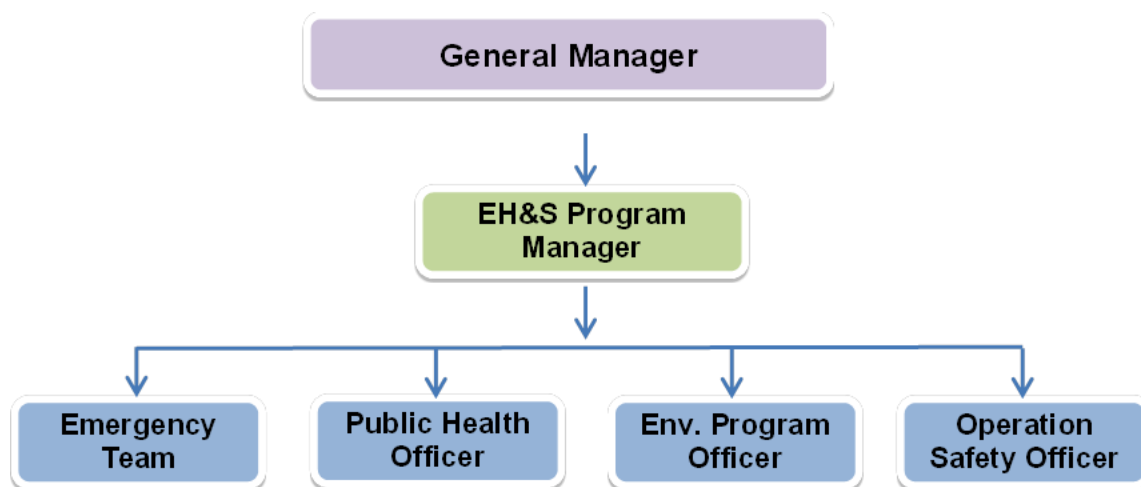 General Manager
EH&S Program
Manager
Emergency
Team
Public Health
Officer
Env. Program
Officer
Operation
Safety Officer